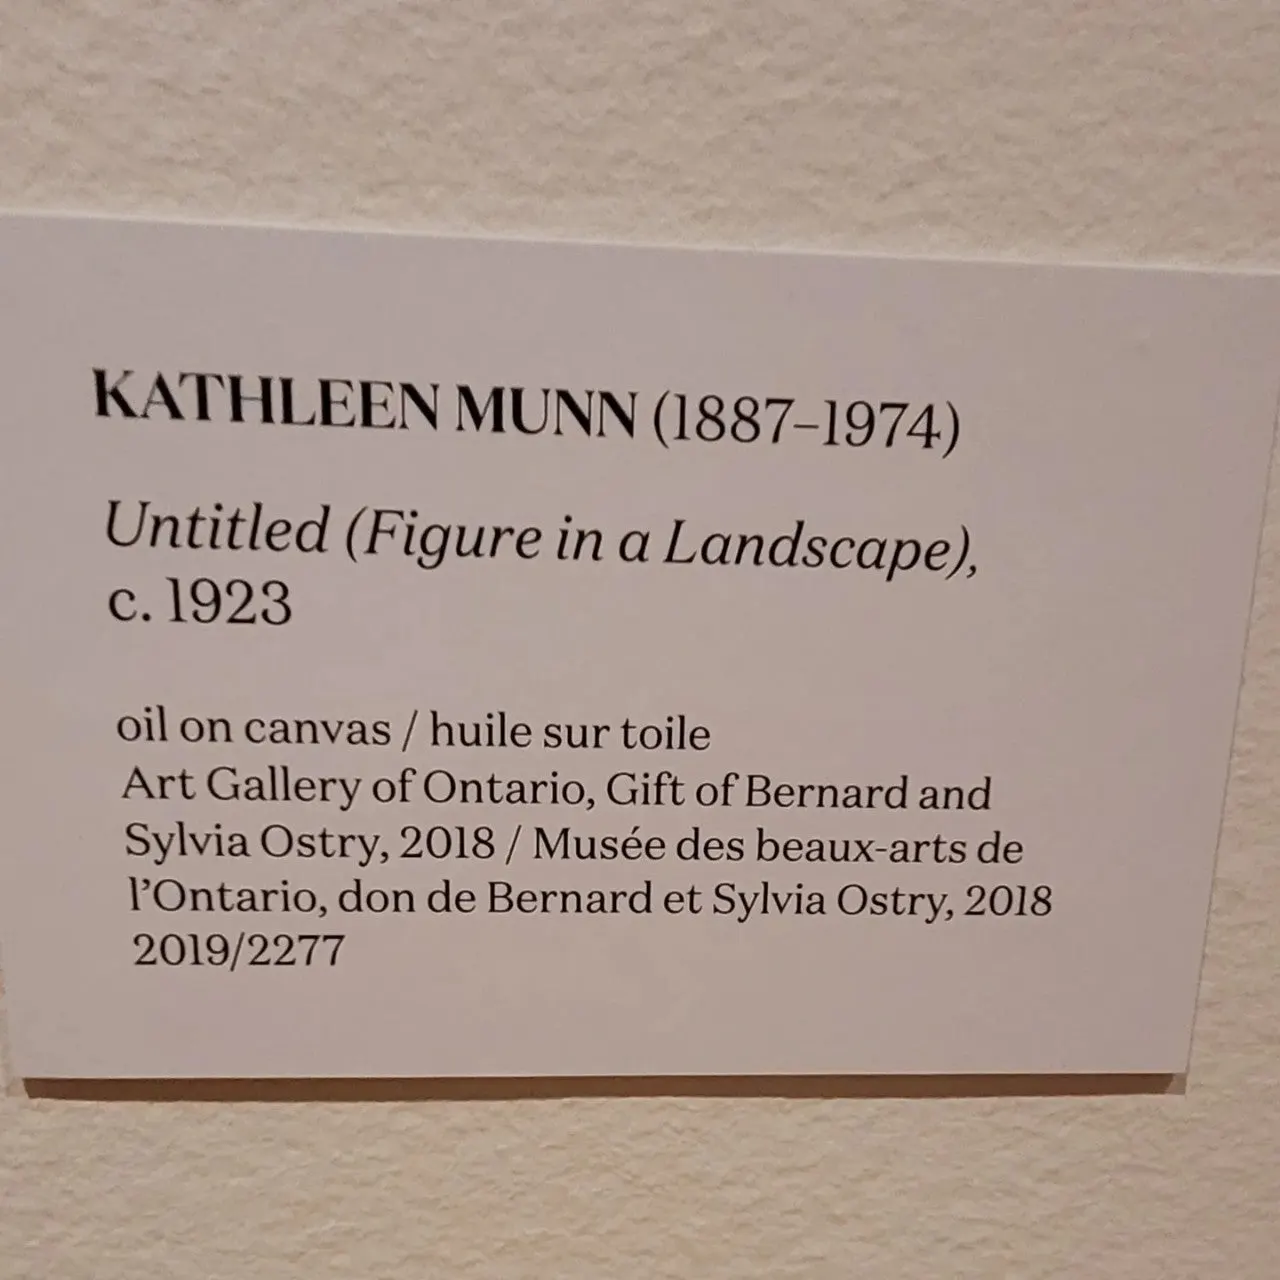 KATHLEEN MUNN (1887–1974)
Untitled (Figure in a Landscape),
c. 1923
oil on canvas / huile sur toile
Art Gallery of Ontario, Gift of Bernard and
Sylvia Ostry, 2018 / Musée des beaux-arts de
l’Ontario, don de Bernard et Sylvia Ostry, 2018
2019/2277